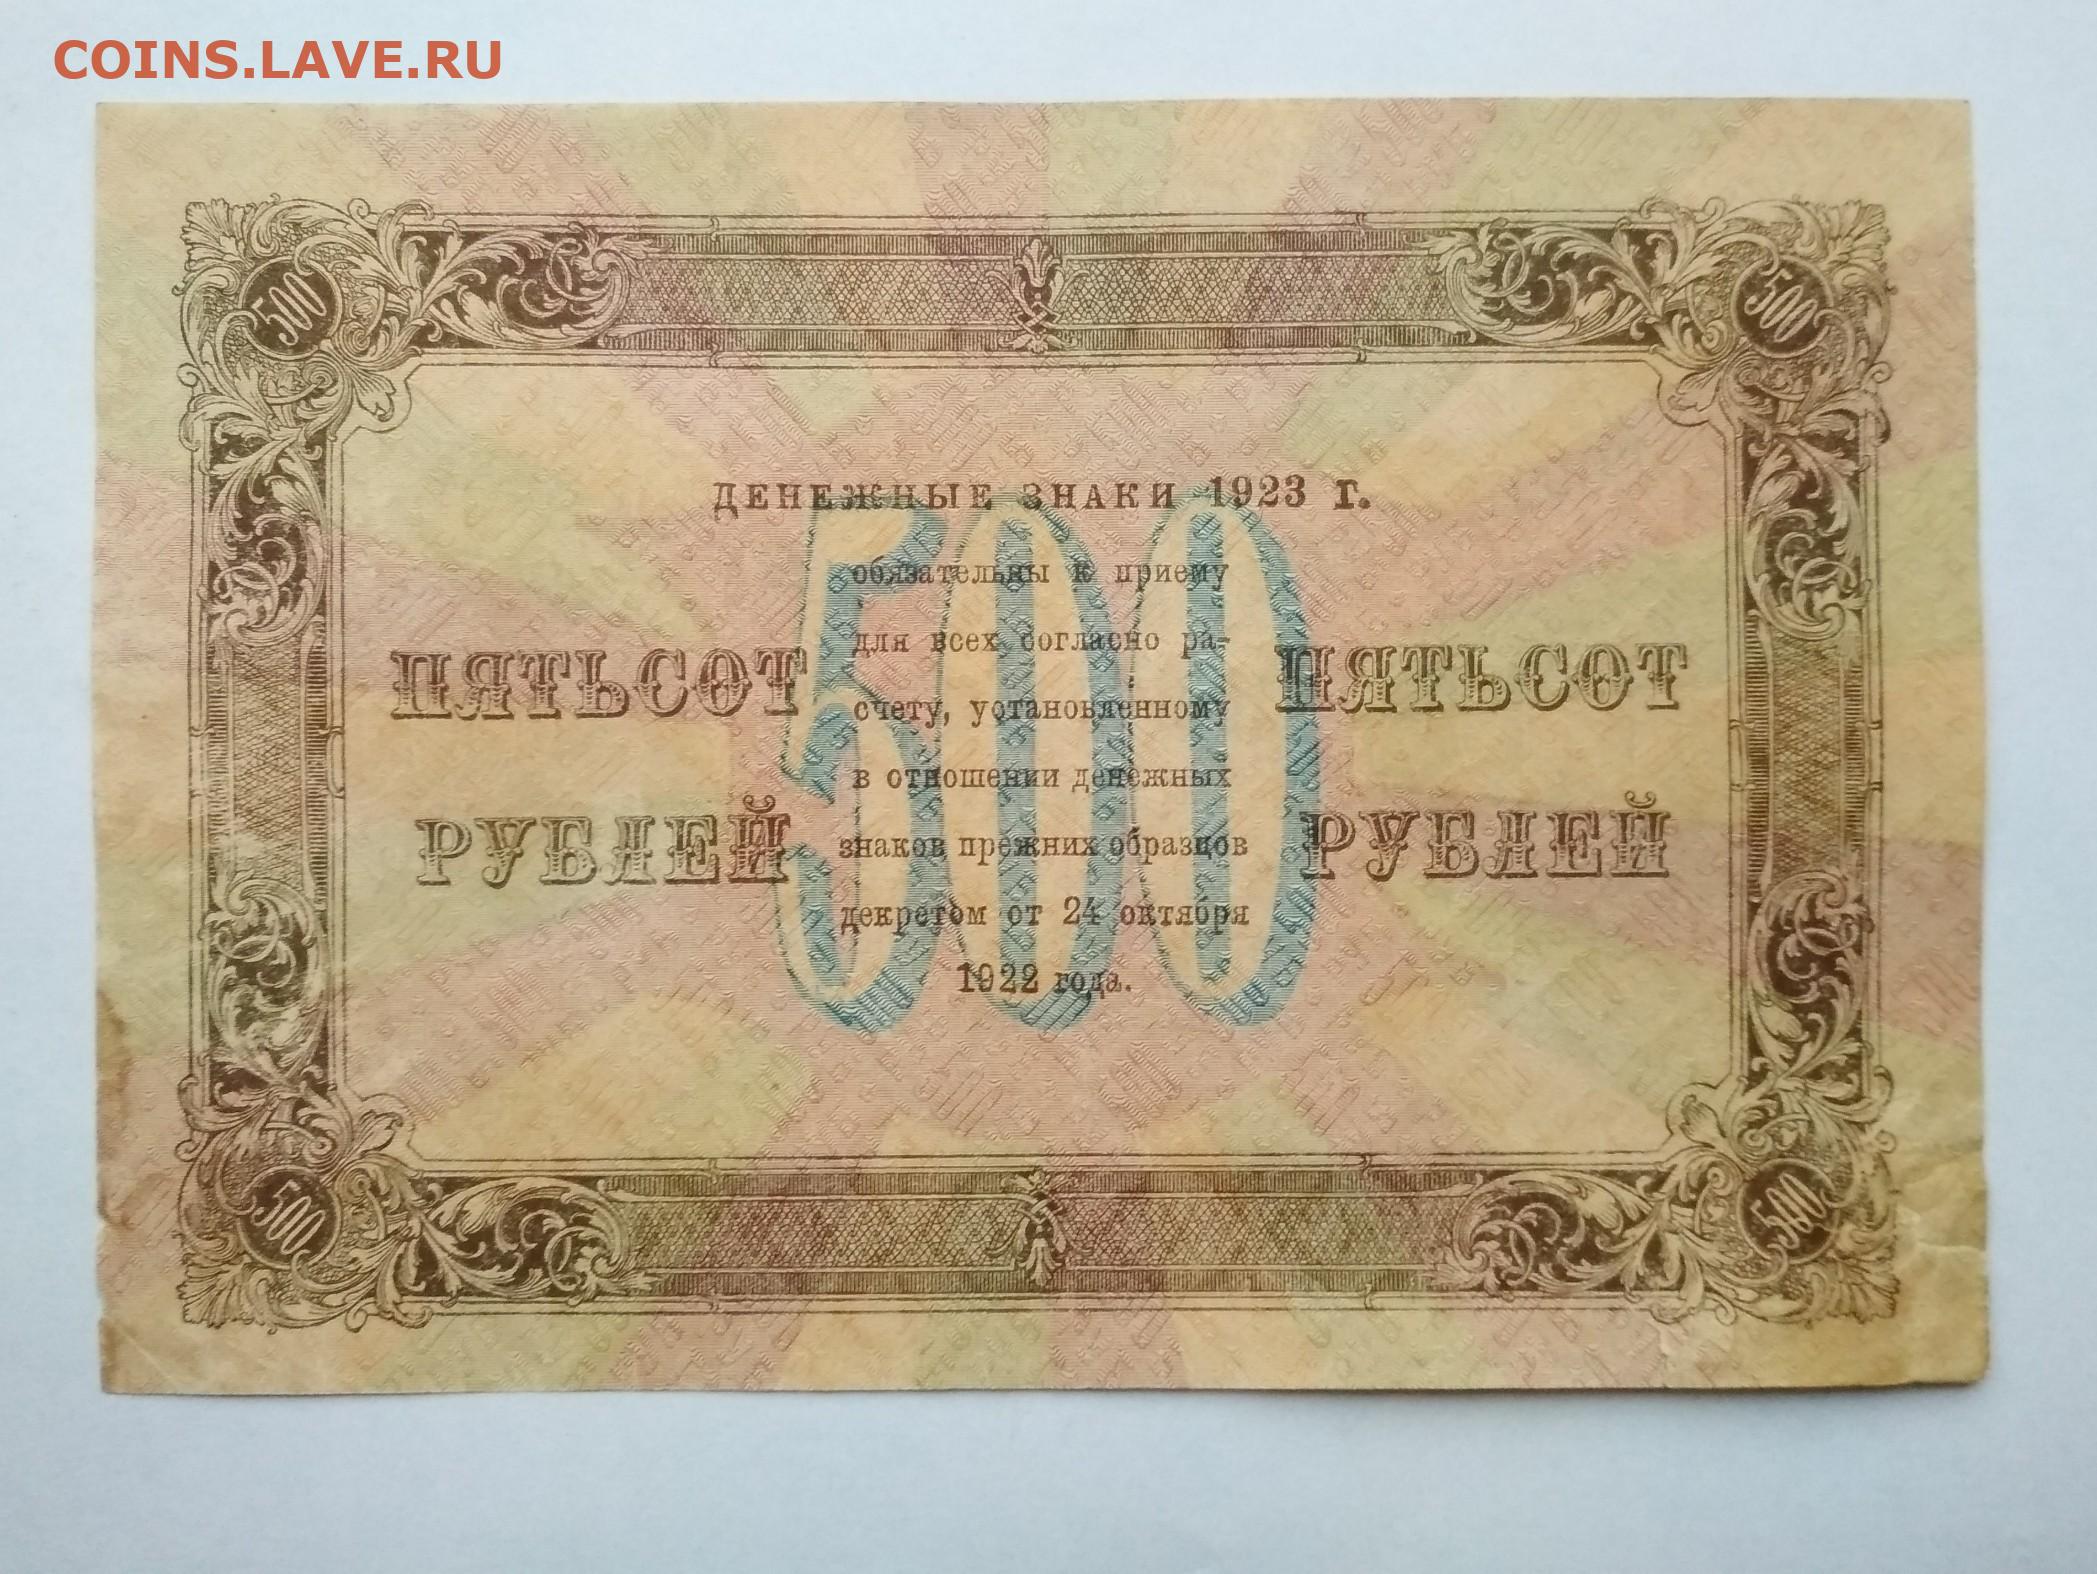 COINS.LAVE.RU
500 500
ДЕНЕЖНЫЕ ЗНАКИ 1923 г.
500
обязательны к приему
для всех согласно ра-
счету, установленному
в отношении денежных
знаков прежних образцов
декретом от 24 октября
1922 года.
ПЯТЬСОТ
РУБЛЕЙ
ПЯТЬСОТ
РУБЛЕЙ
500 500